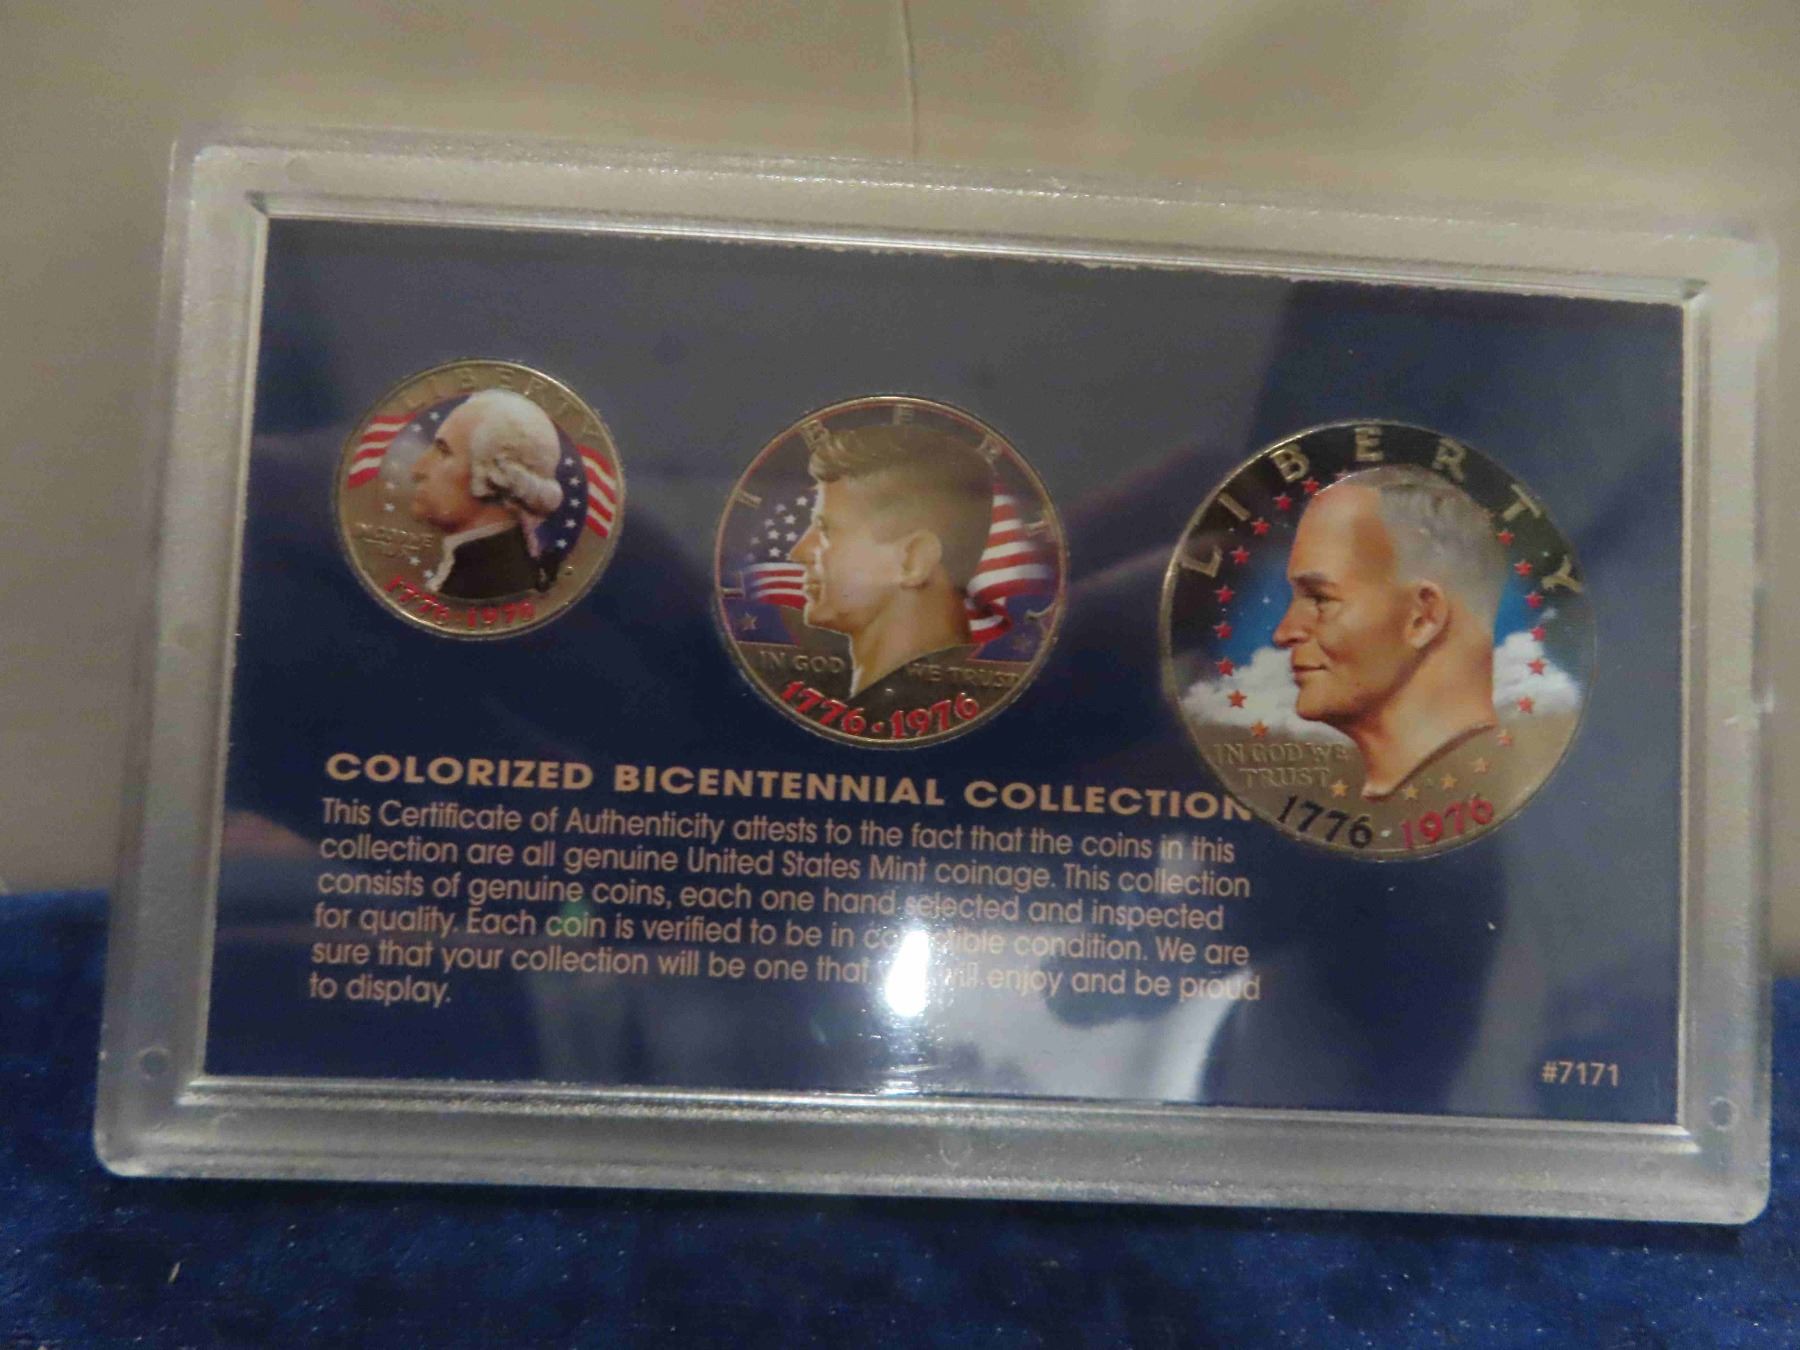 LIBERTY
IN GOD WE
TRUST
1776·1976
LIBERTY
IN GOD WE TRUST
1776·1976
LIBERTY
IN GOD WE
TRUST
1776·1976
COLORIZED BICENTENNIAL COLLECTION
This Certificate of Authenticity attests to the fact that the coins in this
collection are all genuine United States Mint coinage. This collection
consists of genuine coins, each one hand selected and inspected
for quality. Each coin is verified to be in condition. We are
sure that your collection will be one that enjoy and be proud
to display.
#7171